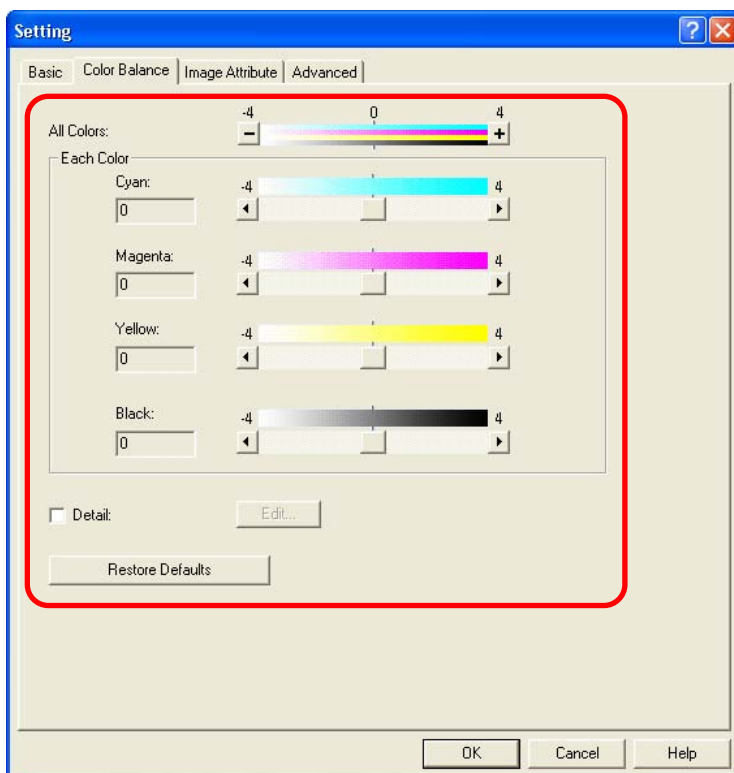 Setting
Basic Color Balance Image Attribute Advanced
-4 0 4
All Colors: - +
Each Color
Cyan: -4 4
0
Magenta: -4 4
0
Yellow: -4 4
0
Black: -4 4
0
Detail: Edit...
Restore Defaults
OK Cancel Help